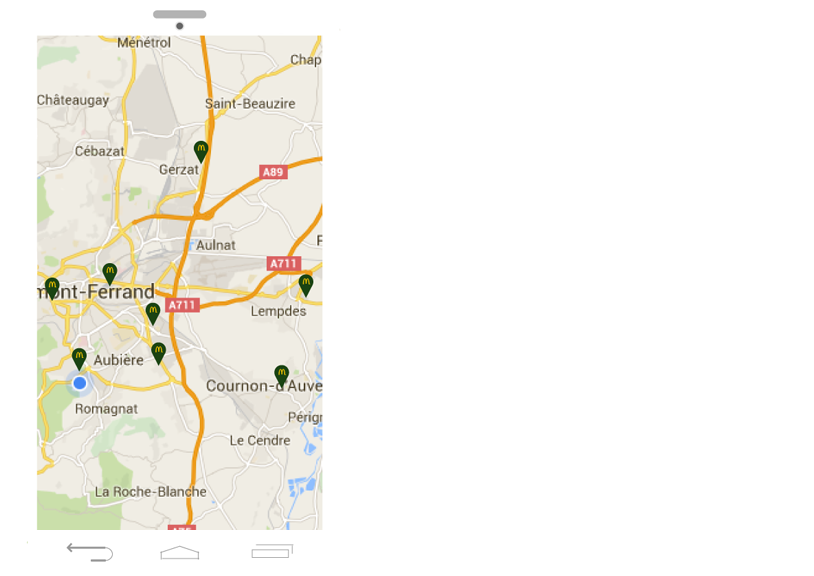 Ménétrol
Chap
Châteaugay
Saint-Beauzire
Cébazat
Gerzat
A89
Aulnat
F
A711
mont-Ferrand
A711
Lempdes
Aubière
Cournon-d'Auve
Romagnat
Pérign
Le Cendre
La Roche-Blanche